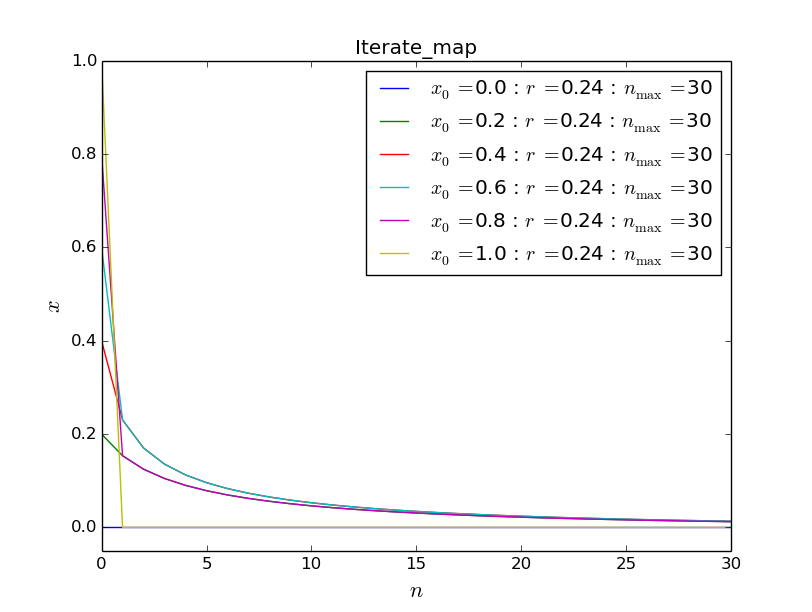 Iterate_map
1.0
0.8
0.6
0.4
0.2
0.0
x
x₀ =0.0 : r =0.24 : nₘₐₓ =30
x₀ =0.2 : r =0.24 : nₘₐₓ =30
x₀ =0.4 : r =0.24 : nₘₐₓ =30
x₀ =0.6 : r =0.24 : nₘₐₓ =30
x₀ =0.8 : r =0.24 : nₘₐₓ =30
x₀ =1.0 : r =0.24 : nₘₐₓ =30
0 5 10 15 20 25 30
n